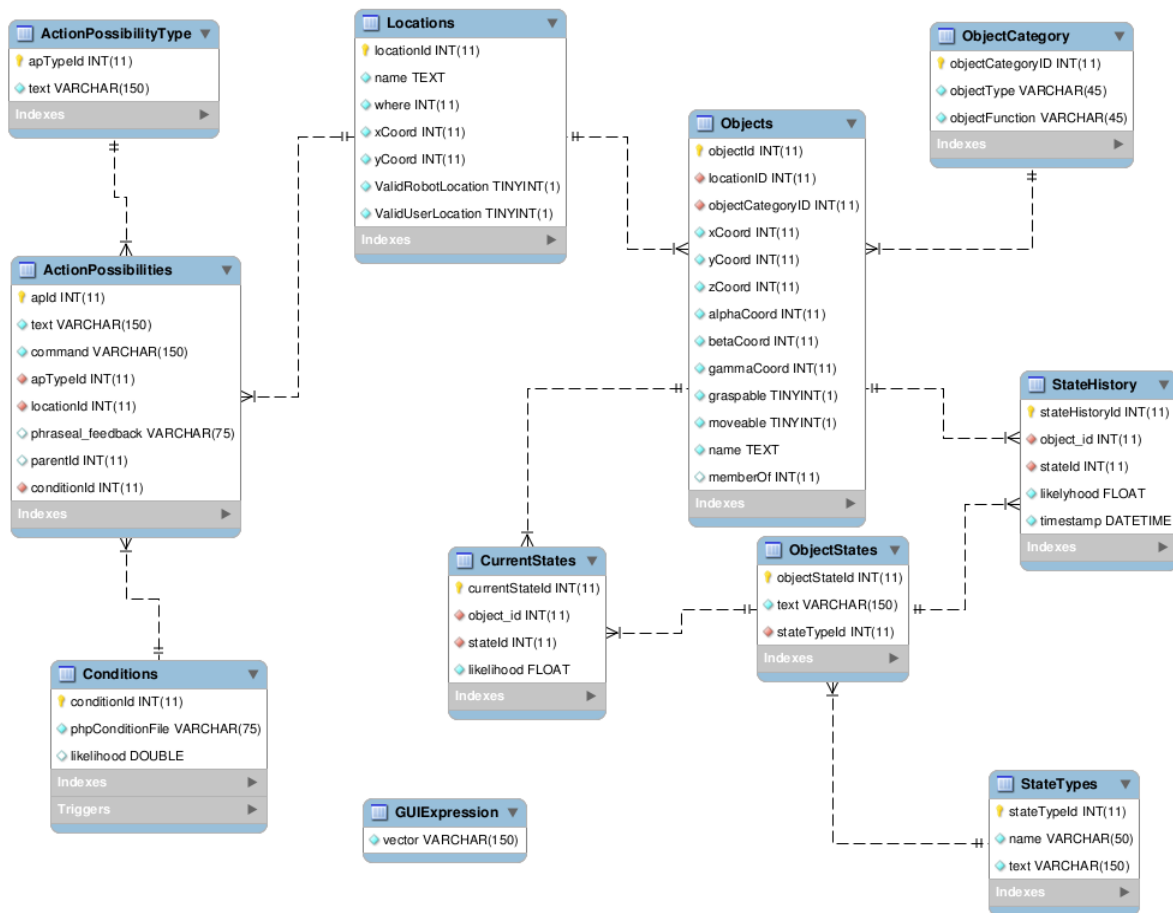 ActionPossibilityType
apTypeId INT(11)
text VARCHAR(150)
Indexes
Locations
locationId INT(11)
name TEXT
where INT(11)
xCoord INT(11)
yCoord INT(11)
ValidRobotLocation TINYINT(1)
ValidUserLocation TINYINT(1)
Indexes
ObjectCategory
objectCategoryID INT(11)
objectType VARCHAR(45)
objectFunction VARCHAR(45)
Indexes
Objects
objectId INT(11)
locationID INT(11)
objectCategoryID INT(11)
xCoord INT(11)
yCoord INT(11)
zCoord INT(11)
alphaCoord INT(11)
betaCoord INT(11)
gammaCoord INT(11)
graspable TINYINT(1)
moveable TINYINT(1)
name TEXT
memberOf INT(11)
Indexes
ActionPossibilities
apId INT(11)
text VARCHAR(150)
command VARCHAR(150)
apTypeId INT(11)
locationId INT(11)
phraseal_feedback VARCHAR(75)
parentId INT(11)
conditionId INT(11)
Indexes
StateHistory
stateHistoryId INT(11)
object_id INT(11)
stateId INT(11)
likelyhood FLOAT
timestamp DATETIME
Indexes
CurrentStates
currentStateId INT(11)
object_id INT(11)
stateId INT(11)
likelihood FLOAT
Indexes
ObjectStates
objectStateId INT(11)
text VARCHAR(150)
stateTypeId INT(11)
Indexes
Conditions
conditionId INT(11)
phpConditionFile VARCHAR(75)
likelihood DOUBLE
Indexes
Triggers
GUIExpression
vector VARCHAR(150)
StateTypes
stateTypeId INT(11)
name VARCHAR(50)
text VARCHAR(150)
Indexes